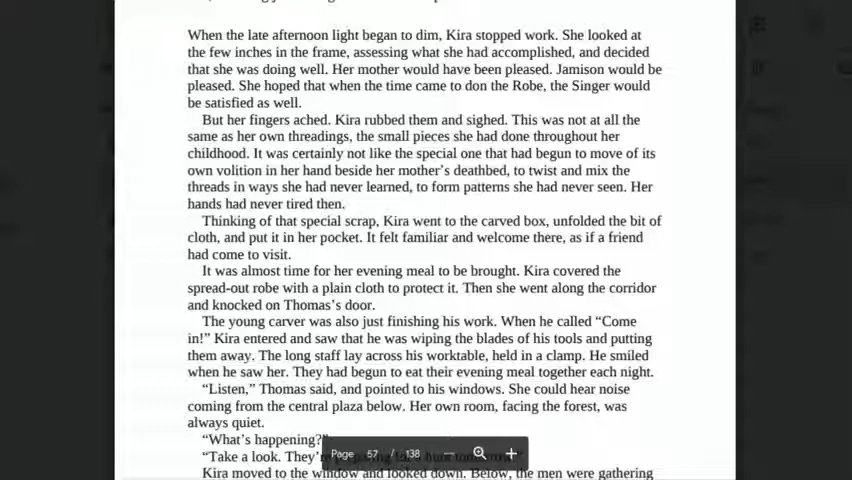 When the late afternoon light began to dim, Kira stopped work. She looked at
the few inches in the frame, assessing what she had accomplished, and decided
that she was doing well. Her mother would have been pleased. Jamison would be
pleased. She hoped that when the time came to don the Robe, the Singer would
be satisfied as well.
But her fingers ached. Kira rubbed them and sighed. This was not at all the
same as her own threadings, the small pieces she had done throughout her
childhood. It was certainly not like the special one that had begun to move of its
own volition in her hand beside her mother’s deathbed, to twist and mix the
threads in ways she had never learned, to form patterns she had never seen. Her
hands had never tired then.
Thinking of that special scrap, Kira went to the carved box, unfolded the bit of
cloth, and put it in her pocket. It felt familiar and welcome there, as if a friend
had come to visit.
It was almost time for her evening meal to be brought. Kira covered the
spread-out robe with a plain cloth to protect it. Then she went along the corridor
and knocked on Thomas’s door.
The young carver was also just finishing his work. When he called “Come
in!” Kira entered and saw that he was wiping the blades of his tools and putting
them away. The long staff lay across his worktable, held in a clamp. He smiled
when he saw her. They had begun to eat their evening meal together each night.
“Listen,” Thomas said, and pointed to his windows. She could hear noise
coming from the central plaza below. Her own room, facing the forest, was
always quiet.
“What’s happening?”
“Take a look. They’re
Kira moved to the window and looked down. Below, the men were gathering
Page 57 / 138 − +